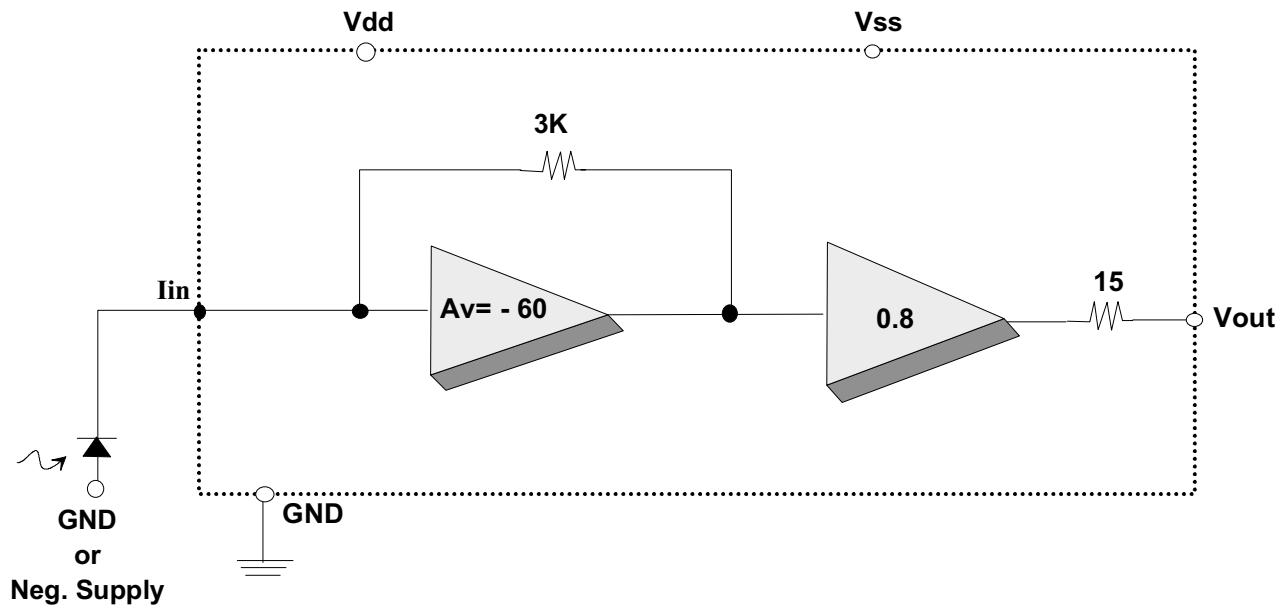 Vdd
Vss
3K
Iin
Av= - 60
0.8
15
Vout
GND
GND
or
Neg. Supply